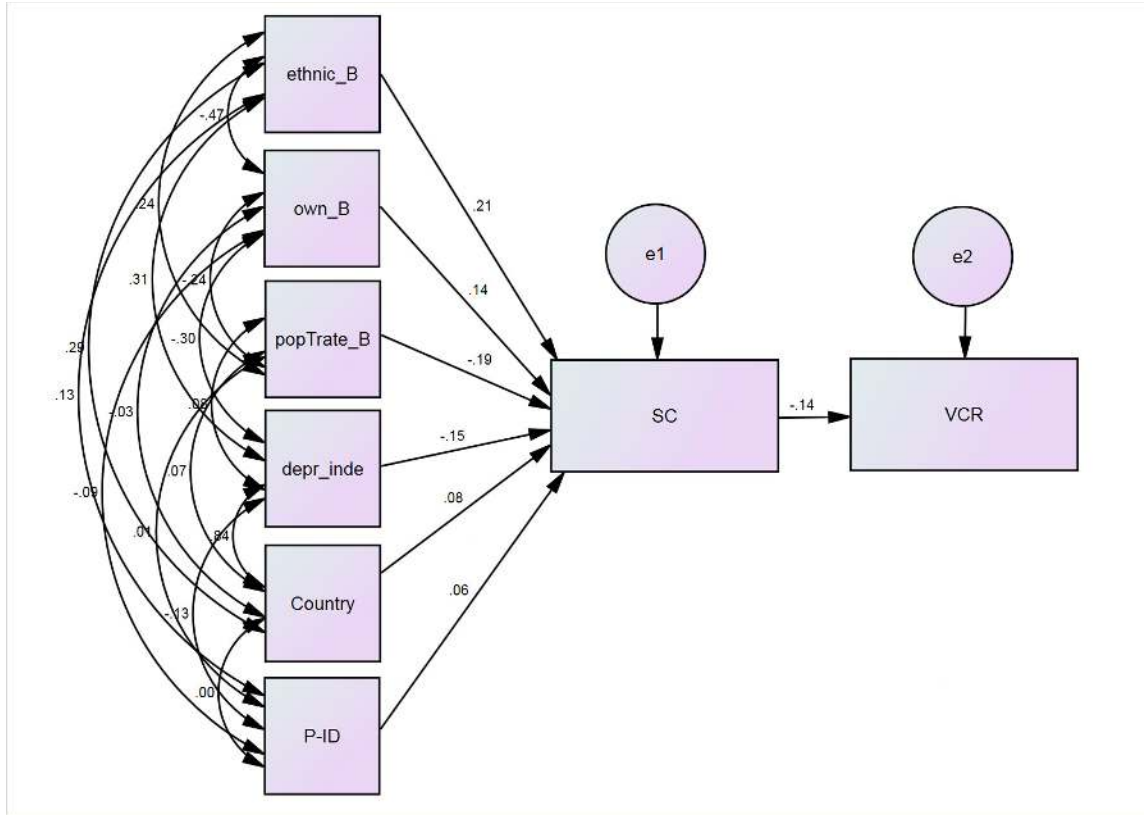 ethnic_B
-.47
own_B
.21
.24
e1
e2
.31
-.24
.14
popTrate_B
-.30
.29
-.19
.13
-.03
.08
SC
-.14
VCR
-.15
depr_inde
.07
-.09
.08
.01
.84
Country
.06
-.13
.00
P-ID